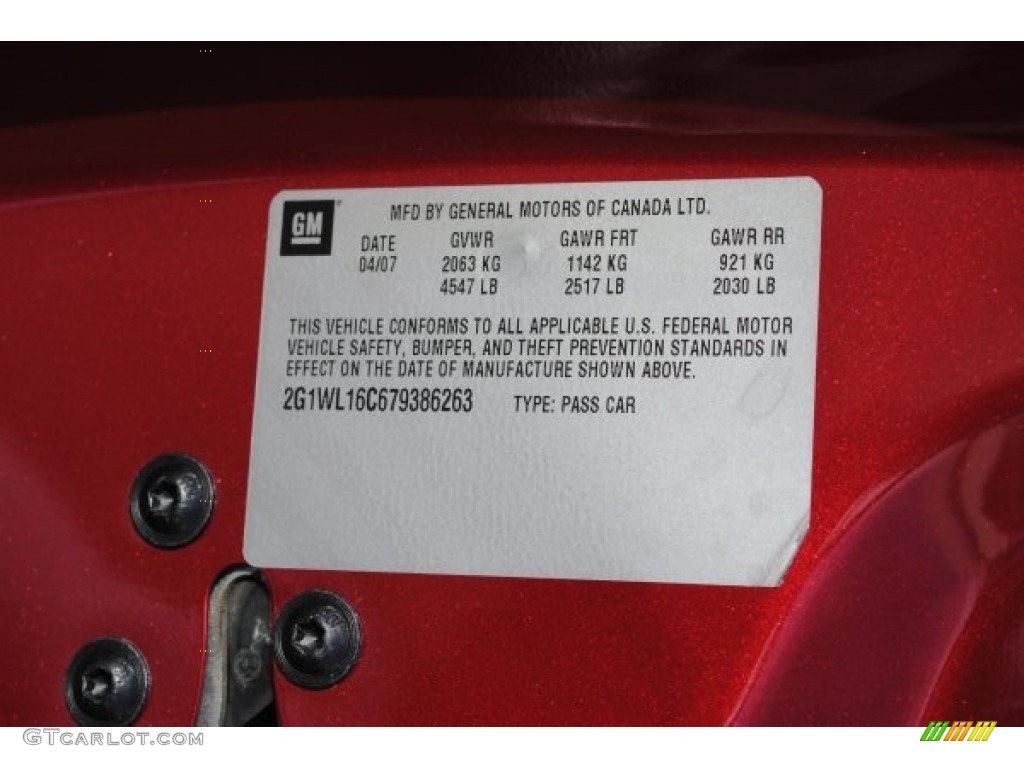 GM
MFD BY GENERAL MOTORS OF CANADA LTD.
DATE GVWR GAWR FRT GAWR RR
04/07 2063 KG 1142 KG 921 KG
4547 LB 2517 LB 2030 LB
THIS VEHICLE CONFORMS TO ALL APPLICABLE U.S. FEDERAL MOTOR
VEHICLE SAFETY, BUMPER, AND THEFT PREVENTION STANDARDS IN
EFFECT ON THE DATE OF MANUFACTURE SHOWN ABOVE.
2G1WL16C679386263 TYPE: PASS CAR
GTCARLOT.COM